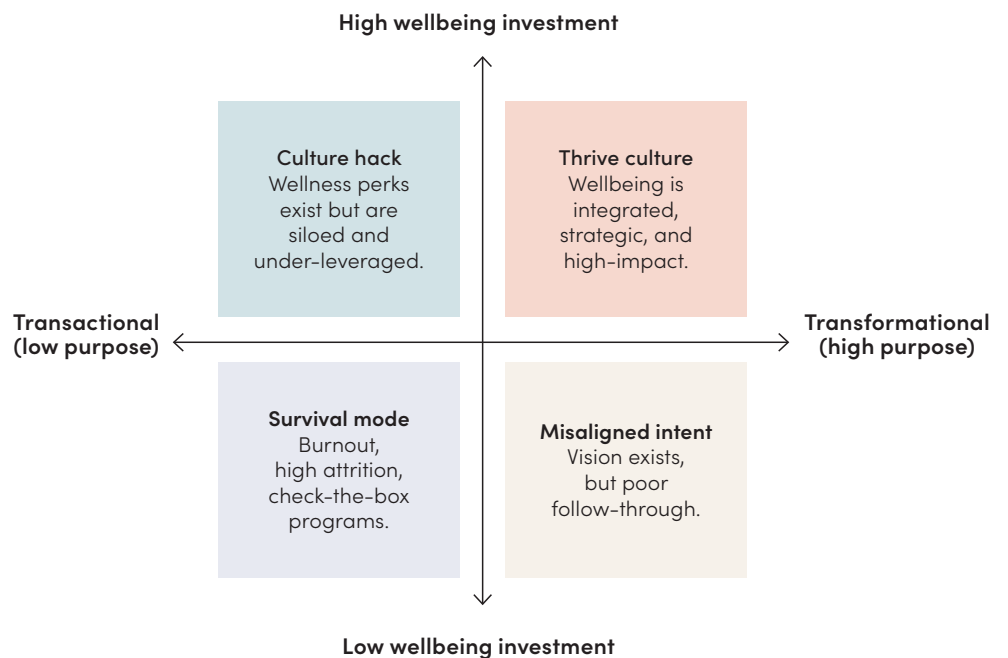 High wellbeing investment
Culture hack
Wellness perks
exist but are
siloed and
under-leveraged.
Thrive culture
Wellbeing is
integrated,
strategic, and
high-impact.
Transactional
(low purpose)
Transformational
(high purpose)
Survival mode
Burnout,
high attrition,
check-the-box
programs.
Misaligned intent
Vision exists,
but poor
follow-through.
Low wellbeing investment